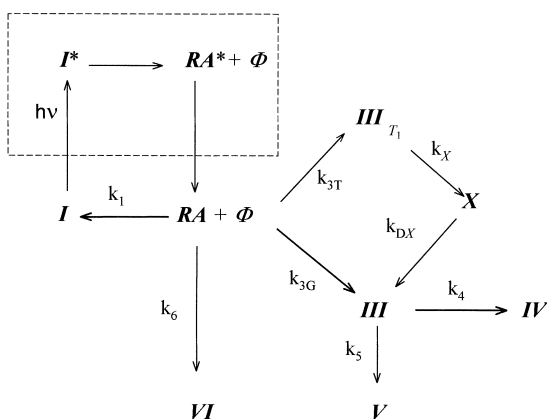 I* RA* + Φ
hν
III T₁
kX
k3T
X
k1
I RA + Φ
kDX
k3G
III k4 IV
k6
k5
VI V